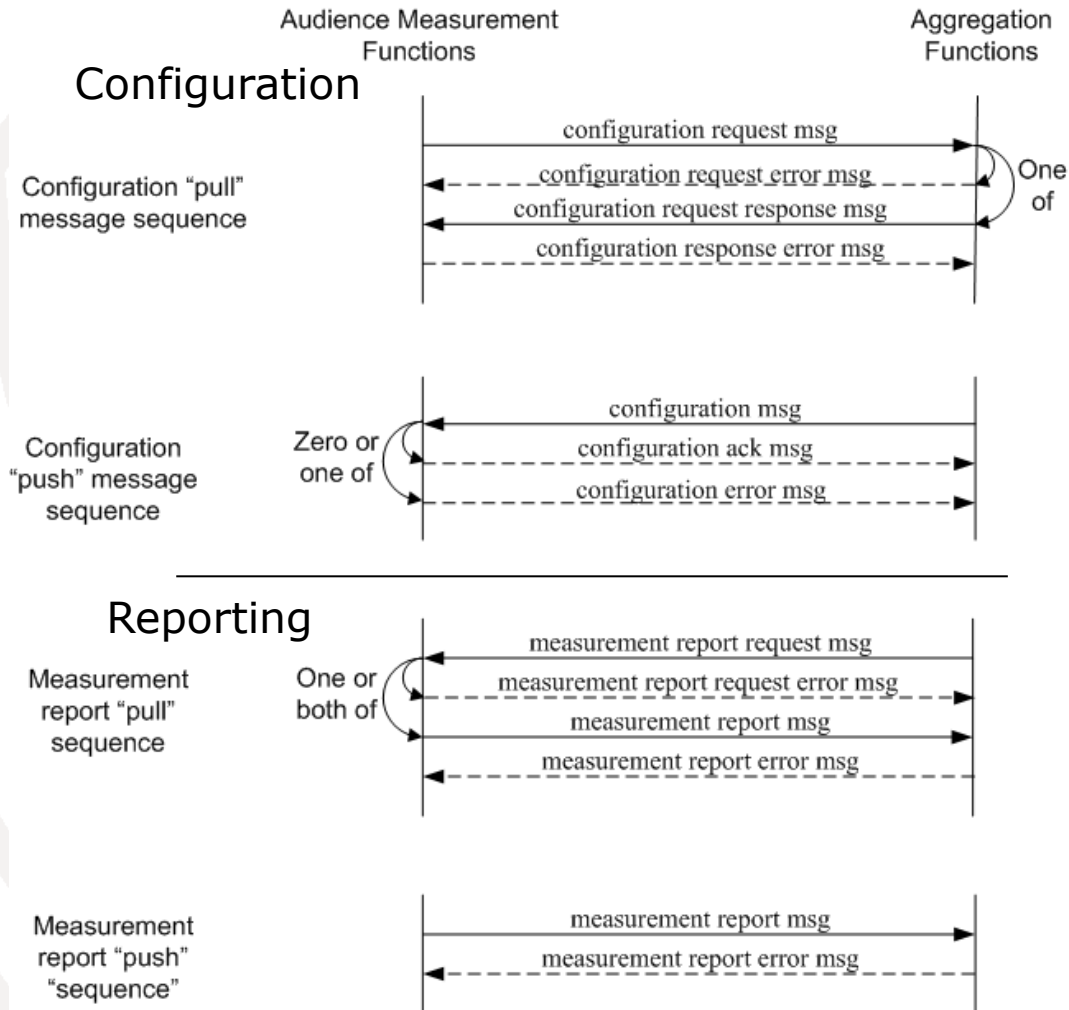 Audience Measurement
Functions
Aggregation
Functions
Configuration
Configuration “pull”
message sequence
configuration request msg
configuration request error msg
configuration request response msg
configuration response error msg
One
of
Configuration
“push” message
sequence
Zero or
one of
configuration msg
configuration ack msg
configuration error msg
Reporting
Measurement
report “pull”
sequence
One or
both of
measurement report request msg
measurement report request error msg
measurement report msg
measurement report error msg
Measurement
report “push”
“sequence”
measurement report msg
measurement report error msg